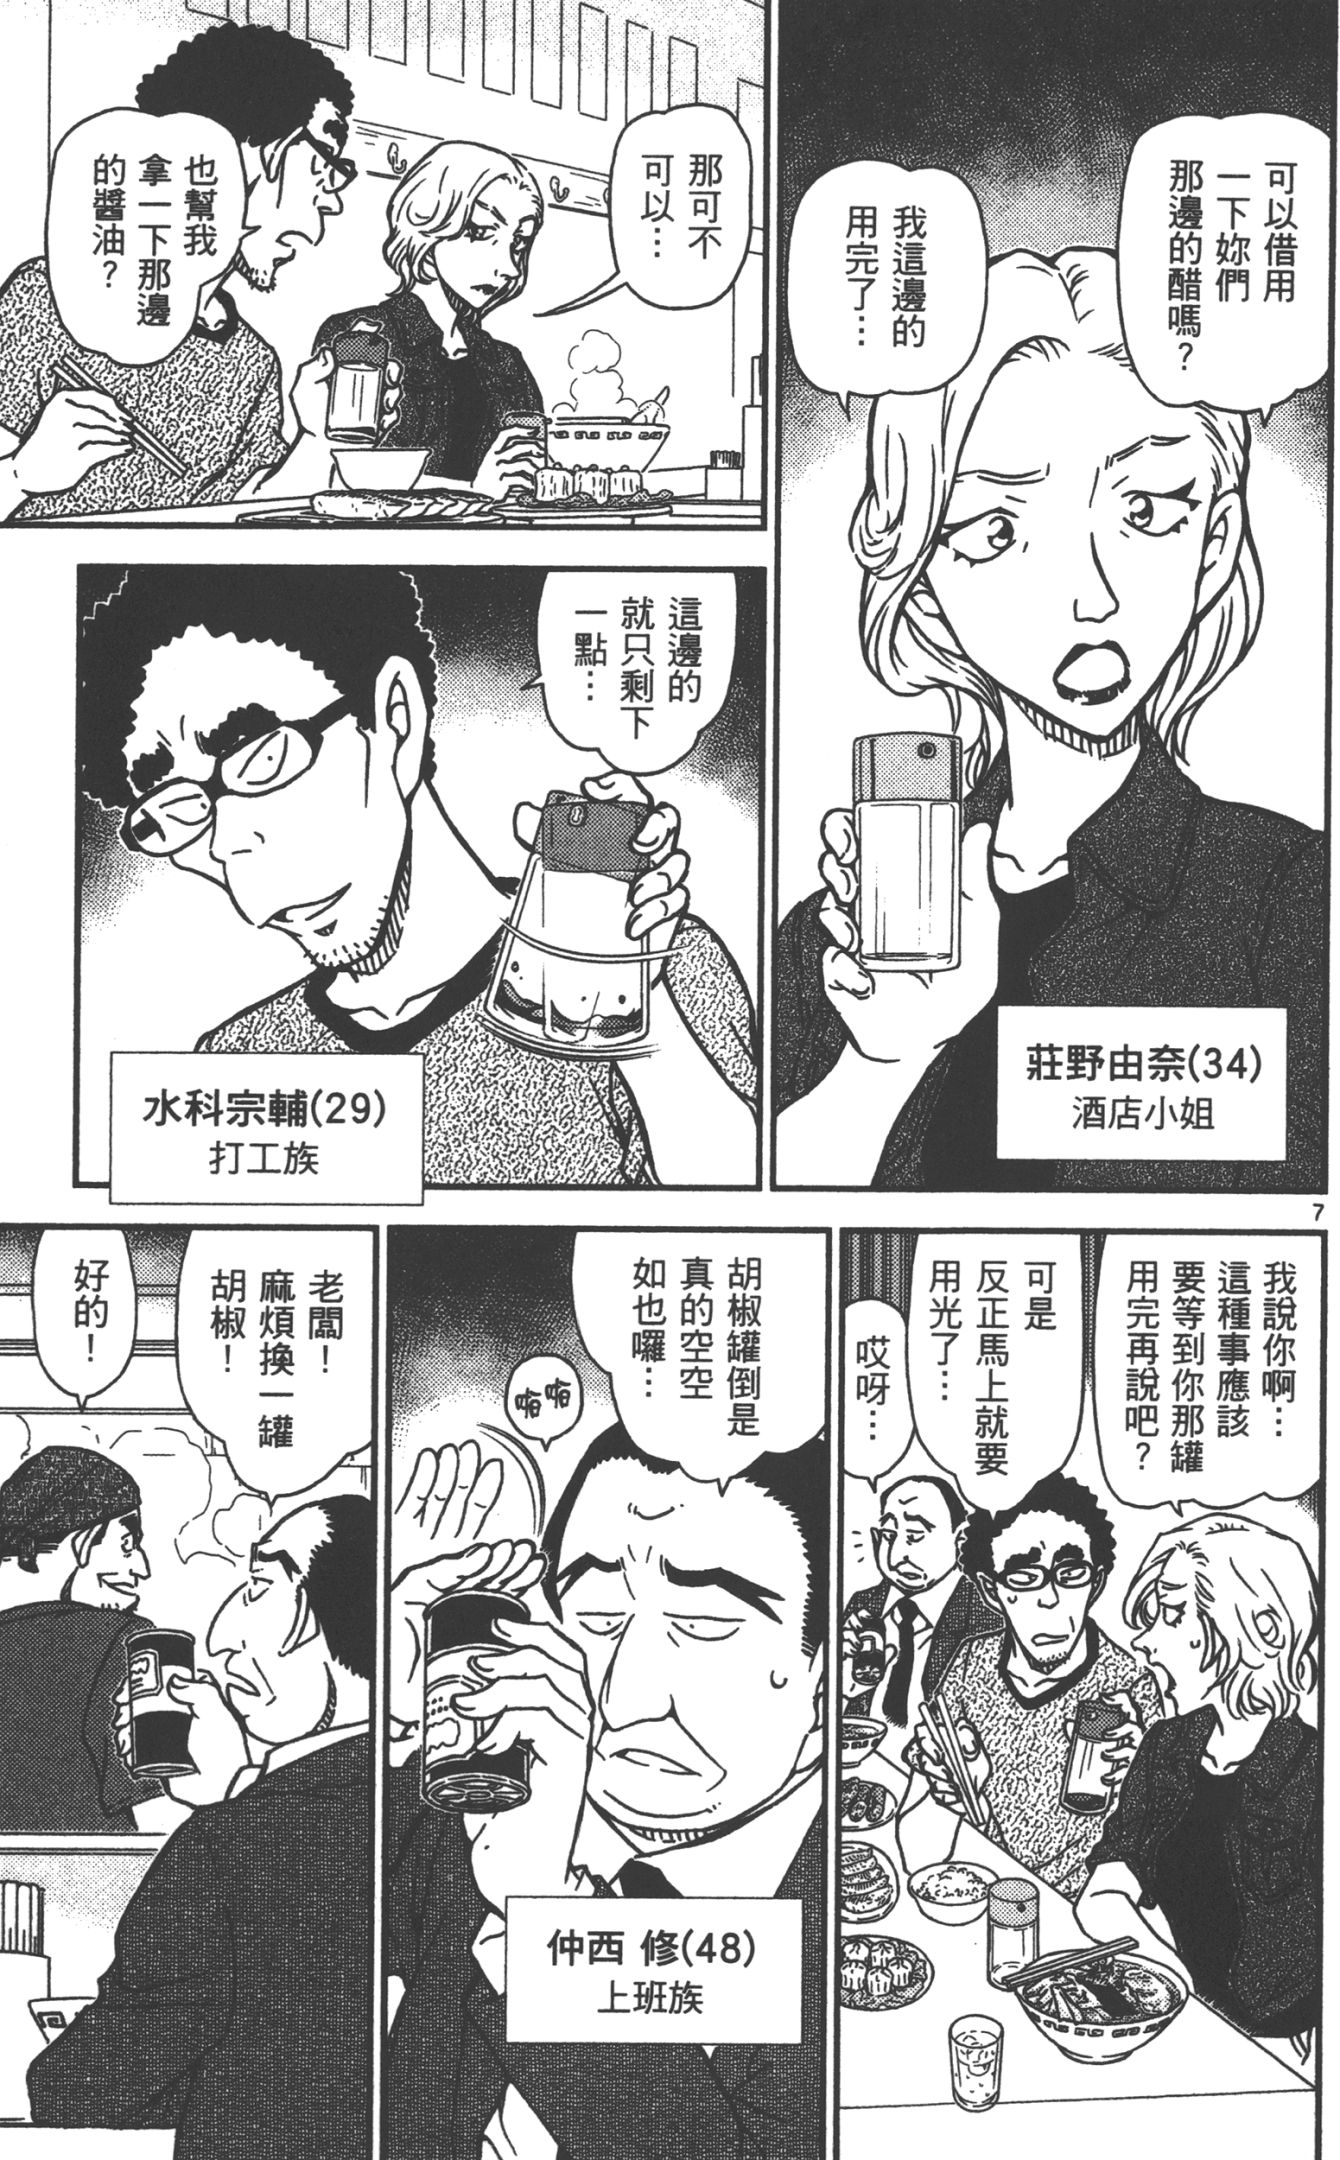 可以借用
一下妳們
那邊的醋嗎？
我這邊的
用完了…
莊野由奈(34)
酒店小姐
那可不
可以…
也幫我
拿一下那邊
的醬油？
這邊的
就只剩下
一點…
水科宗輔(29)
打工族
7
我說你啊…
這種事應該
要等到你那罐
用完再說吧？
可是
反正馬上就要
用光了…
哎呀…
胡椒罐倒是
真的空空
如也囉…
啪啪
仲西 修(48)
上班族
老闆！
麻煩換一罐
胡椒！
好的！